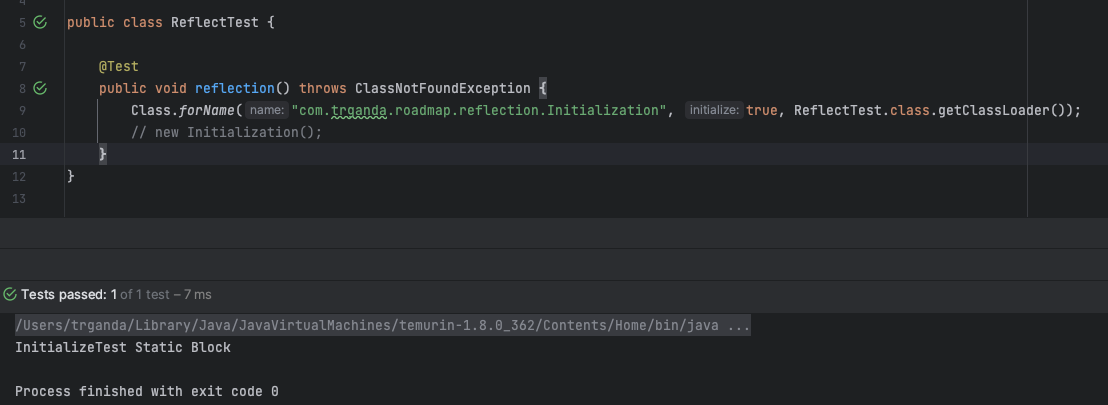 4
5 public class ReflectTest {
6
7 @Test
8 public void reflection() throws ClassNotFoundException {
9 Class.forName( name: "com.trganda.roadmap.reflection.Initialization", initialize: true, ReflectTest.class.getClassLoader());
10 // new Initialization();
11 }
12 }
13
Tests passed: 1 of 1 test – 7 ms
/Users/trganda/Library/Java/JavaVirtualMachines/temurin-1.8.0_362/Contents/Home/bin/java ...
InitializeTest Static Block
Process finished with exit code 0